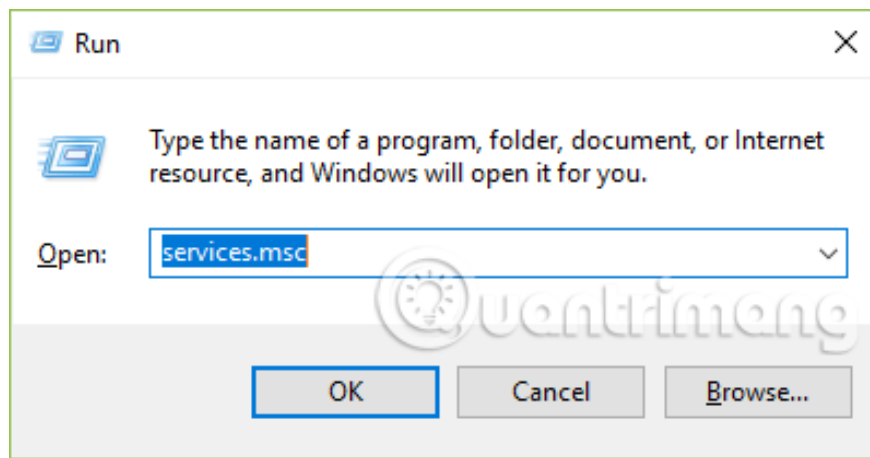 Run
Type the name of a program, folder, document, or Internet
resource, and Windows will open it for you.
Open: services.msc
Quantrimang
OK Cancel Browse...